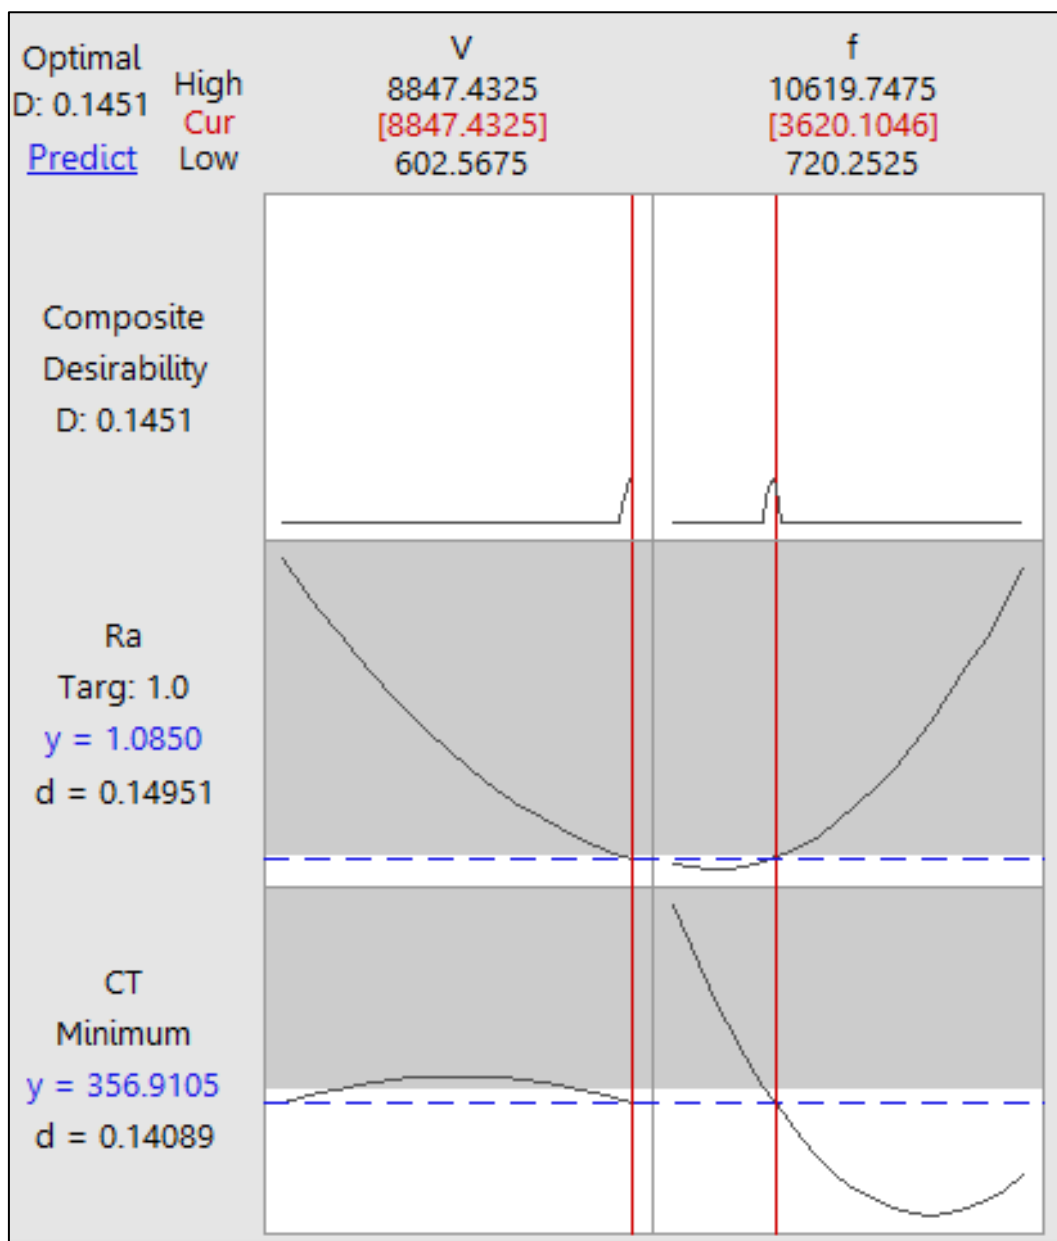 Optimal
D: 0.1451
Predict
High
Cur
Low
V
8847.4325
[8847.4325]
602.5675
f
10619.7475
[3620.1046]
720.2525
Composite
Desirability
D: 0.1451
Ra
Targ: 1.0
y = 1.0850
d = 0.14951
CT
Minimum
y = 356.9105
d = 0.14089